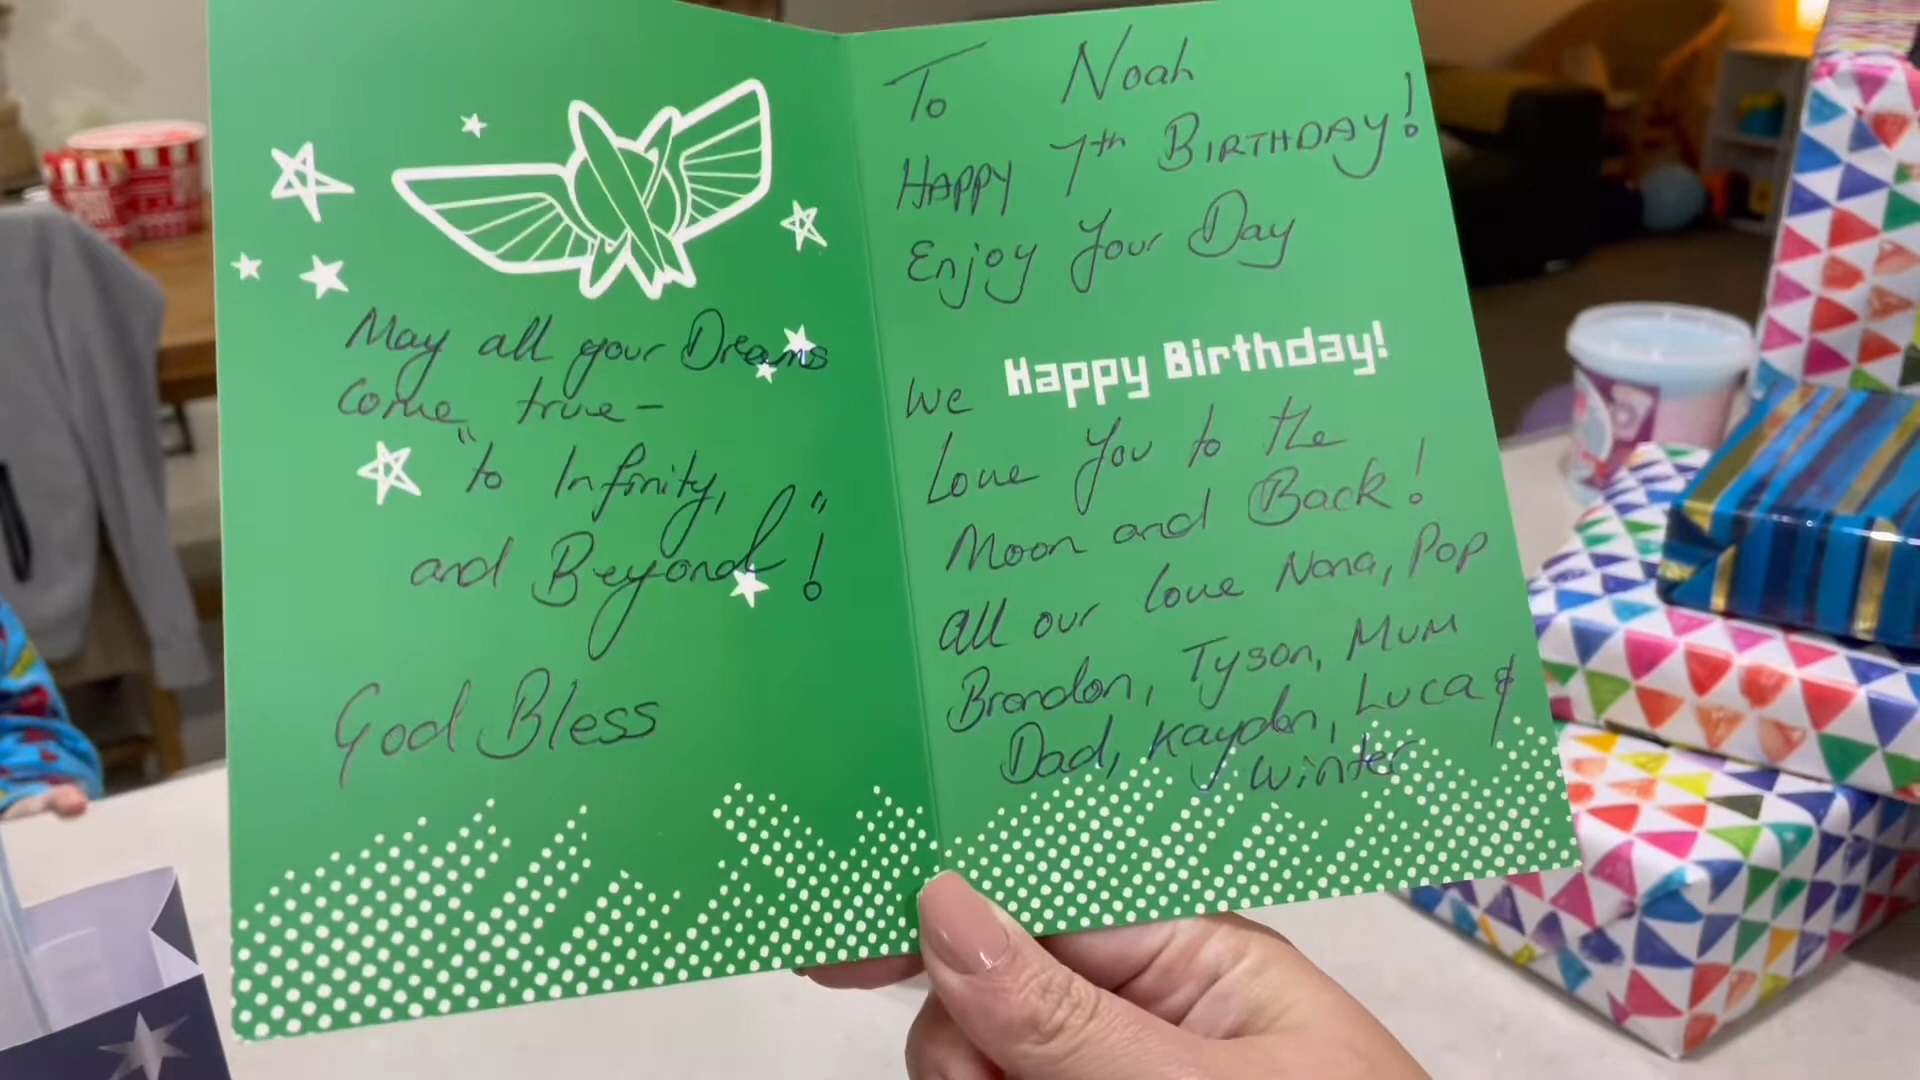 May all your Dreams
come true -
"to Infinity,
and Beyond"!
God Bless
To Noah
Happy 7th BIRTHDAY!
Enjoy Your Day
Happy Birthday!
We
Love You to the
Moon and Back!
All our love Nana, Pop
Brandon, Tyson, Mum
Dad, Kaydan, Luca &
Winter